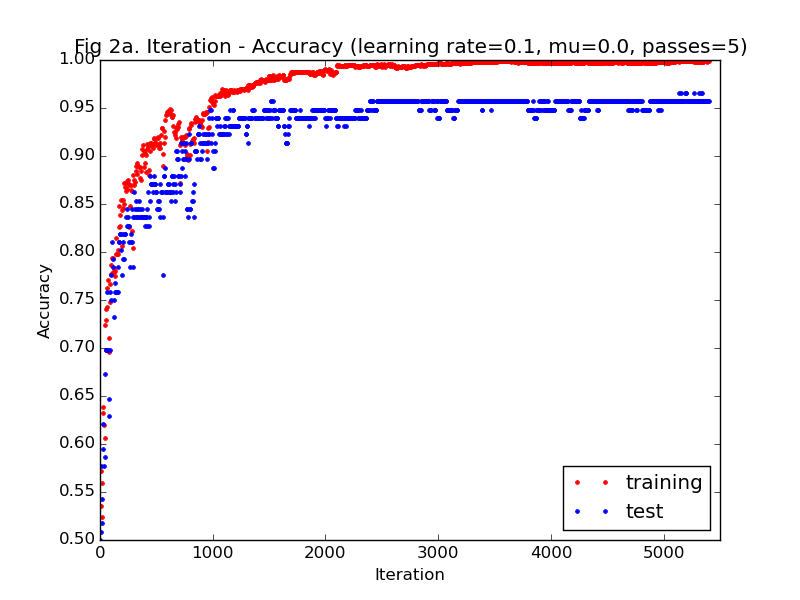 Fig 2a. Iteration - Accuracy (learning rate=0.1, mu=0.0, passes=5)
1.00
0.95
0.90
0.85
0.80
0.75
0.70
0.65
0.60
0.55
0.50
Accuracy
training
test
0 1000 2000 3000 4000 5000
Iteration